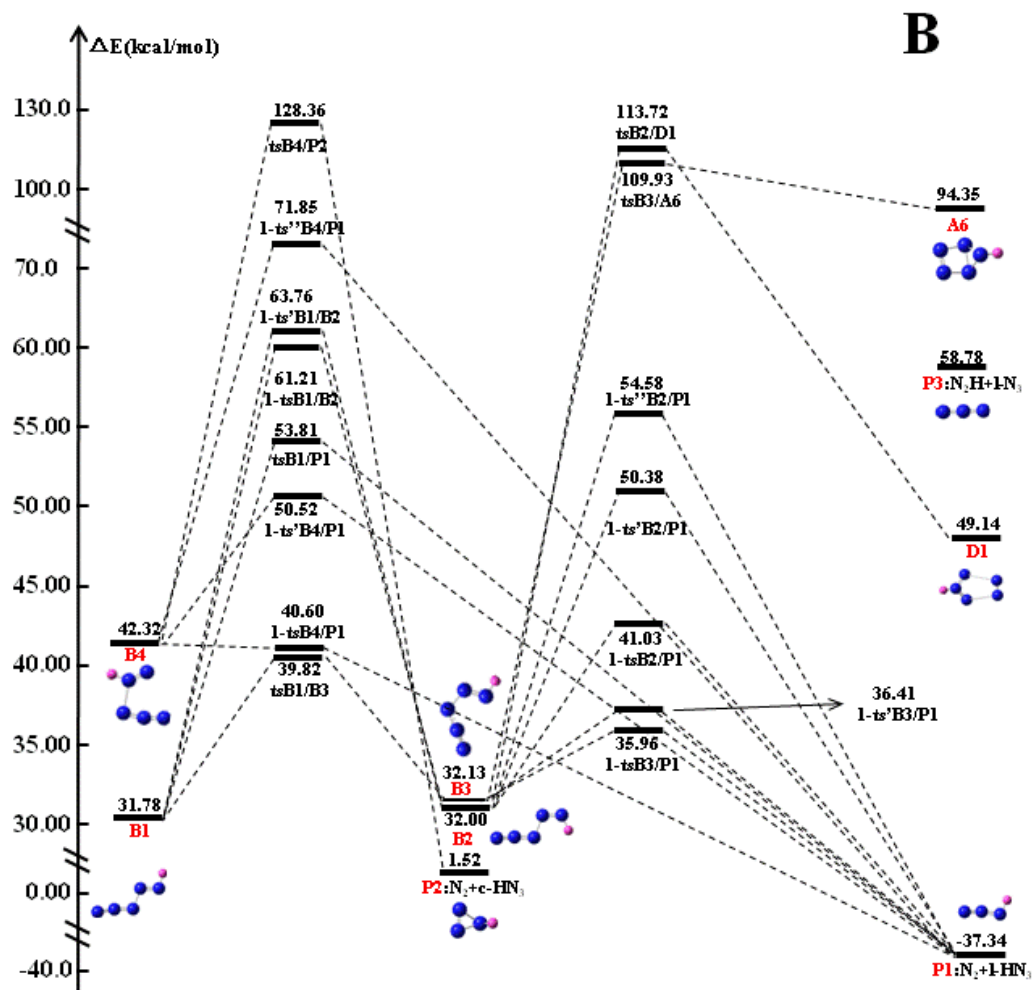 B
ΔE(kcal/mol)
130.0
100.0
70.0
60.00
55.00
50.00
45.00
40.00
35.00
30.00
0.00
-40.0
128.36
tsB4/P2
71.85
1-ts’’B4/P1
63.76
1-ts’B1/B2
61.21
1-tsB1/B2
53.81
tsB1/P1
50.52
1-ts’B4/P1
40.60
1-tsB4/P1
39.82
tsB1/B3
42.32
B4
31.78
B1
32.13
B3
32.00
B2
1.52
P2:N₂+c-HN₃
113.72
tsB2/D1
109.93
tsB3/A6
54.58
1-ts’’B2/P1
50.38
1-ts’B2/P1
41.03
1-tsB2/P1
36.41
1-ts’B3/P1
35.96
1-tsB3/P1
94.35
A6
58.78
P3:N₂H+l-N₃
49.14
D1
-37.34
P1:N₂+l-HN₃